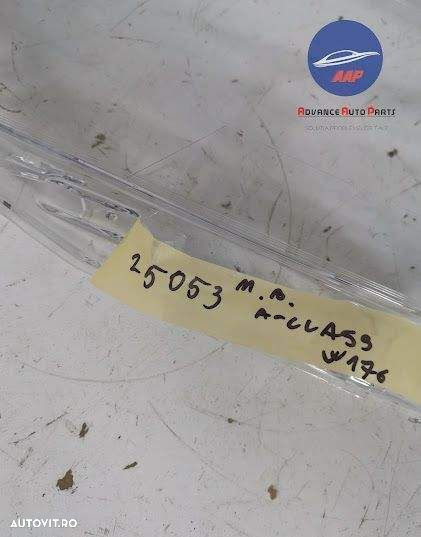 AAP
ADVANCE AUTO PARTS
25053 M.B.
A-CLASS
W176
AUTOVIT.RO